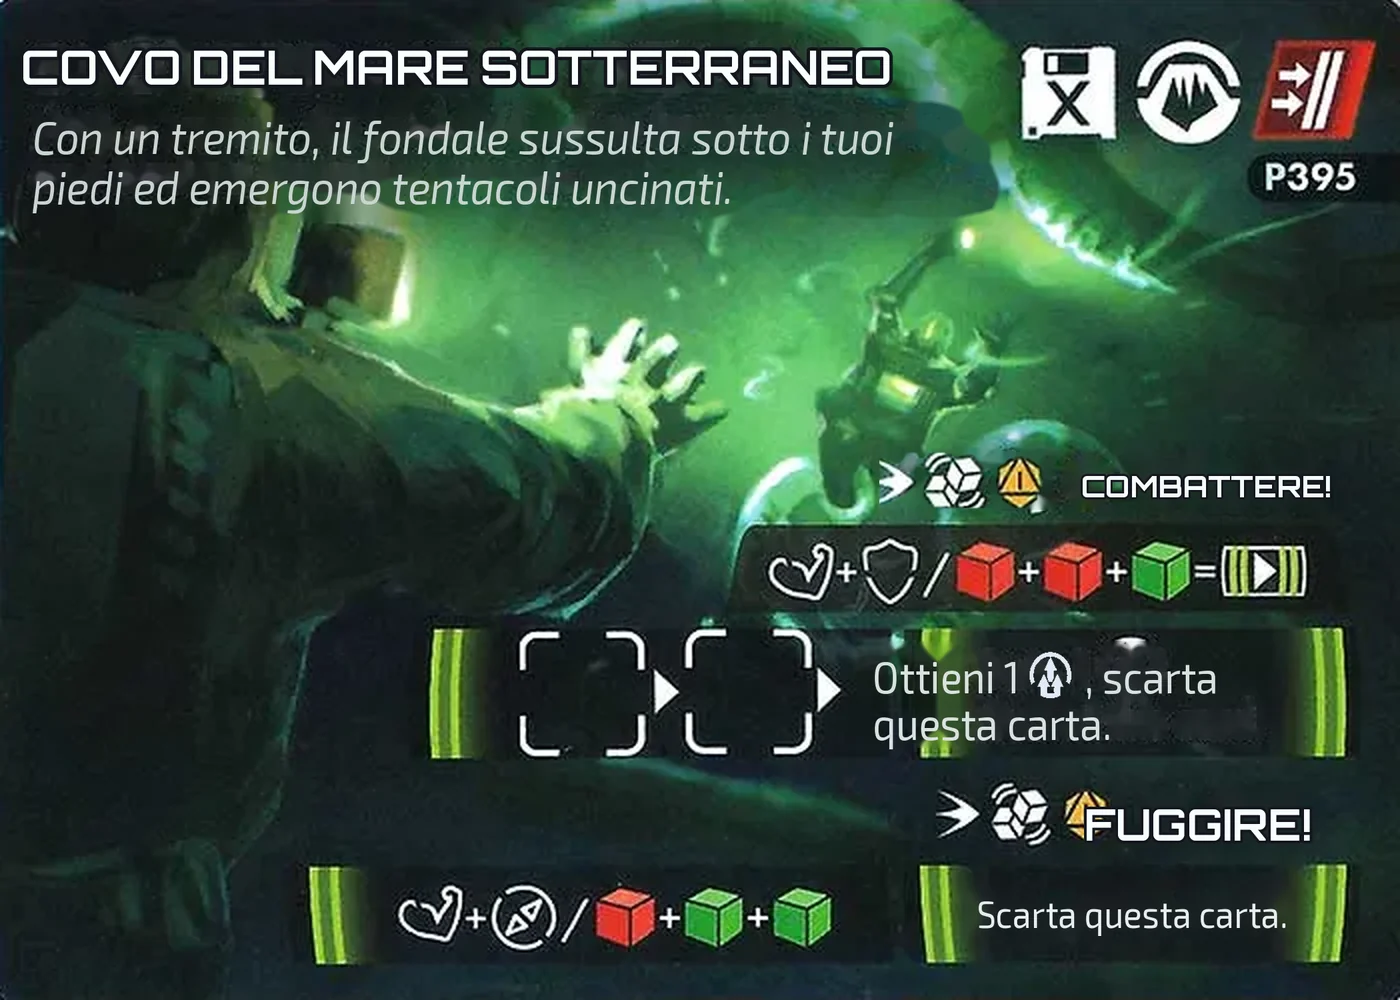 COVO DEL MARE SOTTERRANEO
Con un tremito, il fondale sussulta sotto i tuoi
piedi ed emergono tentacoli uncinati.
X
P395
COMBATTERE!
+ / + + =
Ottieni 1 , scarta
questa carta.
FUGGIRE!
+ / + +
Scarta questa carta.